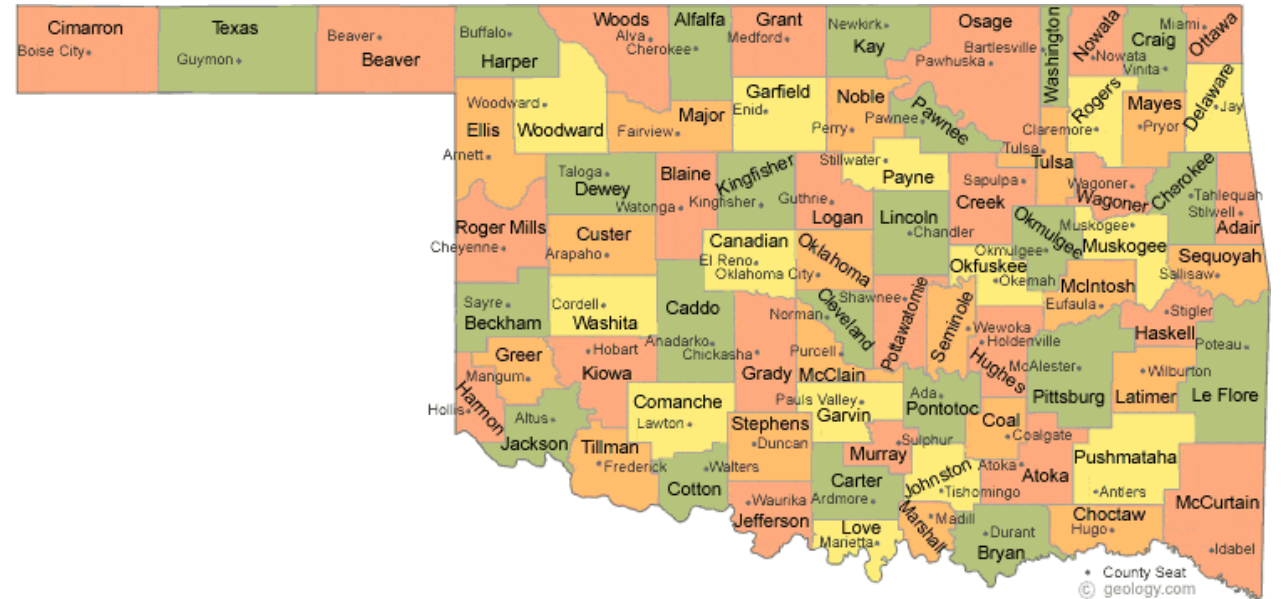 Cimarron
Boise City
Texas
Guymon
Beaver
Beaver
Buffalo
Harper
Woods
Alva
Alfalfa
Cherokee
Grant
Medford
Newkirk
Kay
Osage
Bartlesville
Pawhuska
Washington
Nowata
Nowata
Craig
Vinita
Miami
Ottawa
Woodward
Woodward
Ellis
Arnett
Fairview
Major
Garfield
Enid
Noble
Perry
Pawnee
Pawnee
Rogers
Claremore
Mayes
Pryor
Delaware
Jay
Tulsa
Tulsa
Taloga
Dewey
Blaine
Watonga
Kingfisher
Kingfisher
Stillwater
Payne
Guthrie
Logan
Lincoln
Chandler
Sapulpa
Creek
Wagoner
Wagoner
Cherokee
Tahlequah
Stilwell
Adair
Roger Mills
Cheyenne
Custer
Arapaho
Canadian
El Reno
Oklahoma City
Oklahoma
Okmulgee
Okmulgee
Muskogee
Muskogee
Okfuskee
Okemah
McIntosh
Eufaula
Sequoyah
Sallisaw
Sayre
Beckham
Cordell
Washita
Caddo
Anadarko
Chickasha
Grady
Norman
Cleveland
Shawnee
Pottawatomie
Seminole
Wewoka
Holdenville
Hughes
Stigler
Haskell
Poteau
Le Flore
Greer
Mangum
Hobart
Kiowa
Purcell
McClain
McAlester
Pittsburg
Wilburton
Latimer
Harmon
Hollis
Altus
Jackson
Comanche
Lawton
Stephens
Duncan
Pauls Valley
Garvin
Ada
Pontotoc
Coal
Coalgate
Tillman
Frederick
Walters
Cotton
Murray
Sulphur
Carter
Ardmore
Johnston
Tishomingo
Atoka
Atoka
Pushmataha
Antlers
McCurtain
Idabel
Waurika
Jefferson
Love
Marietta
Marshall
Madill
Durant
Bryan
Choctaw
Hugo
County Seat
© geology.com